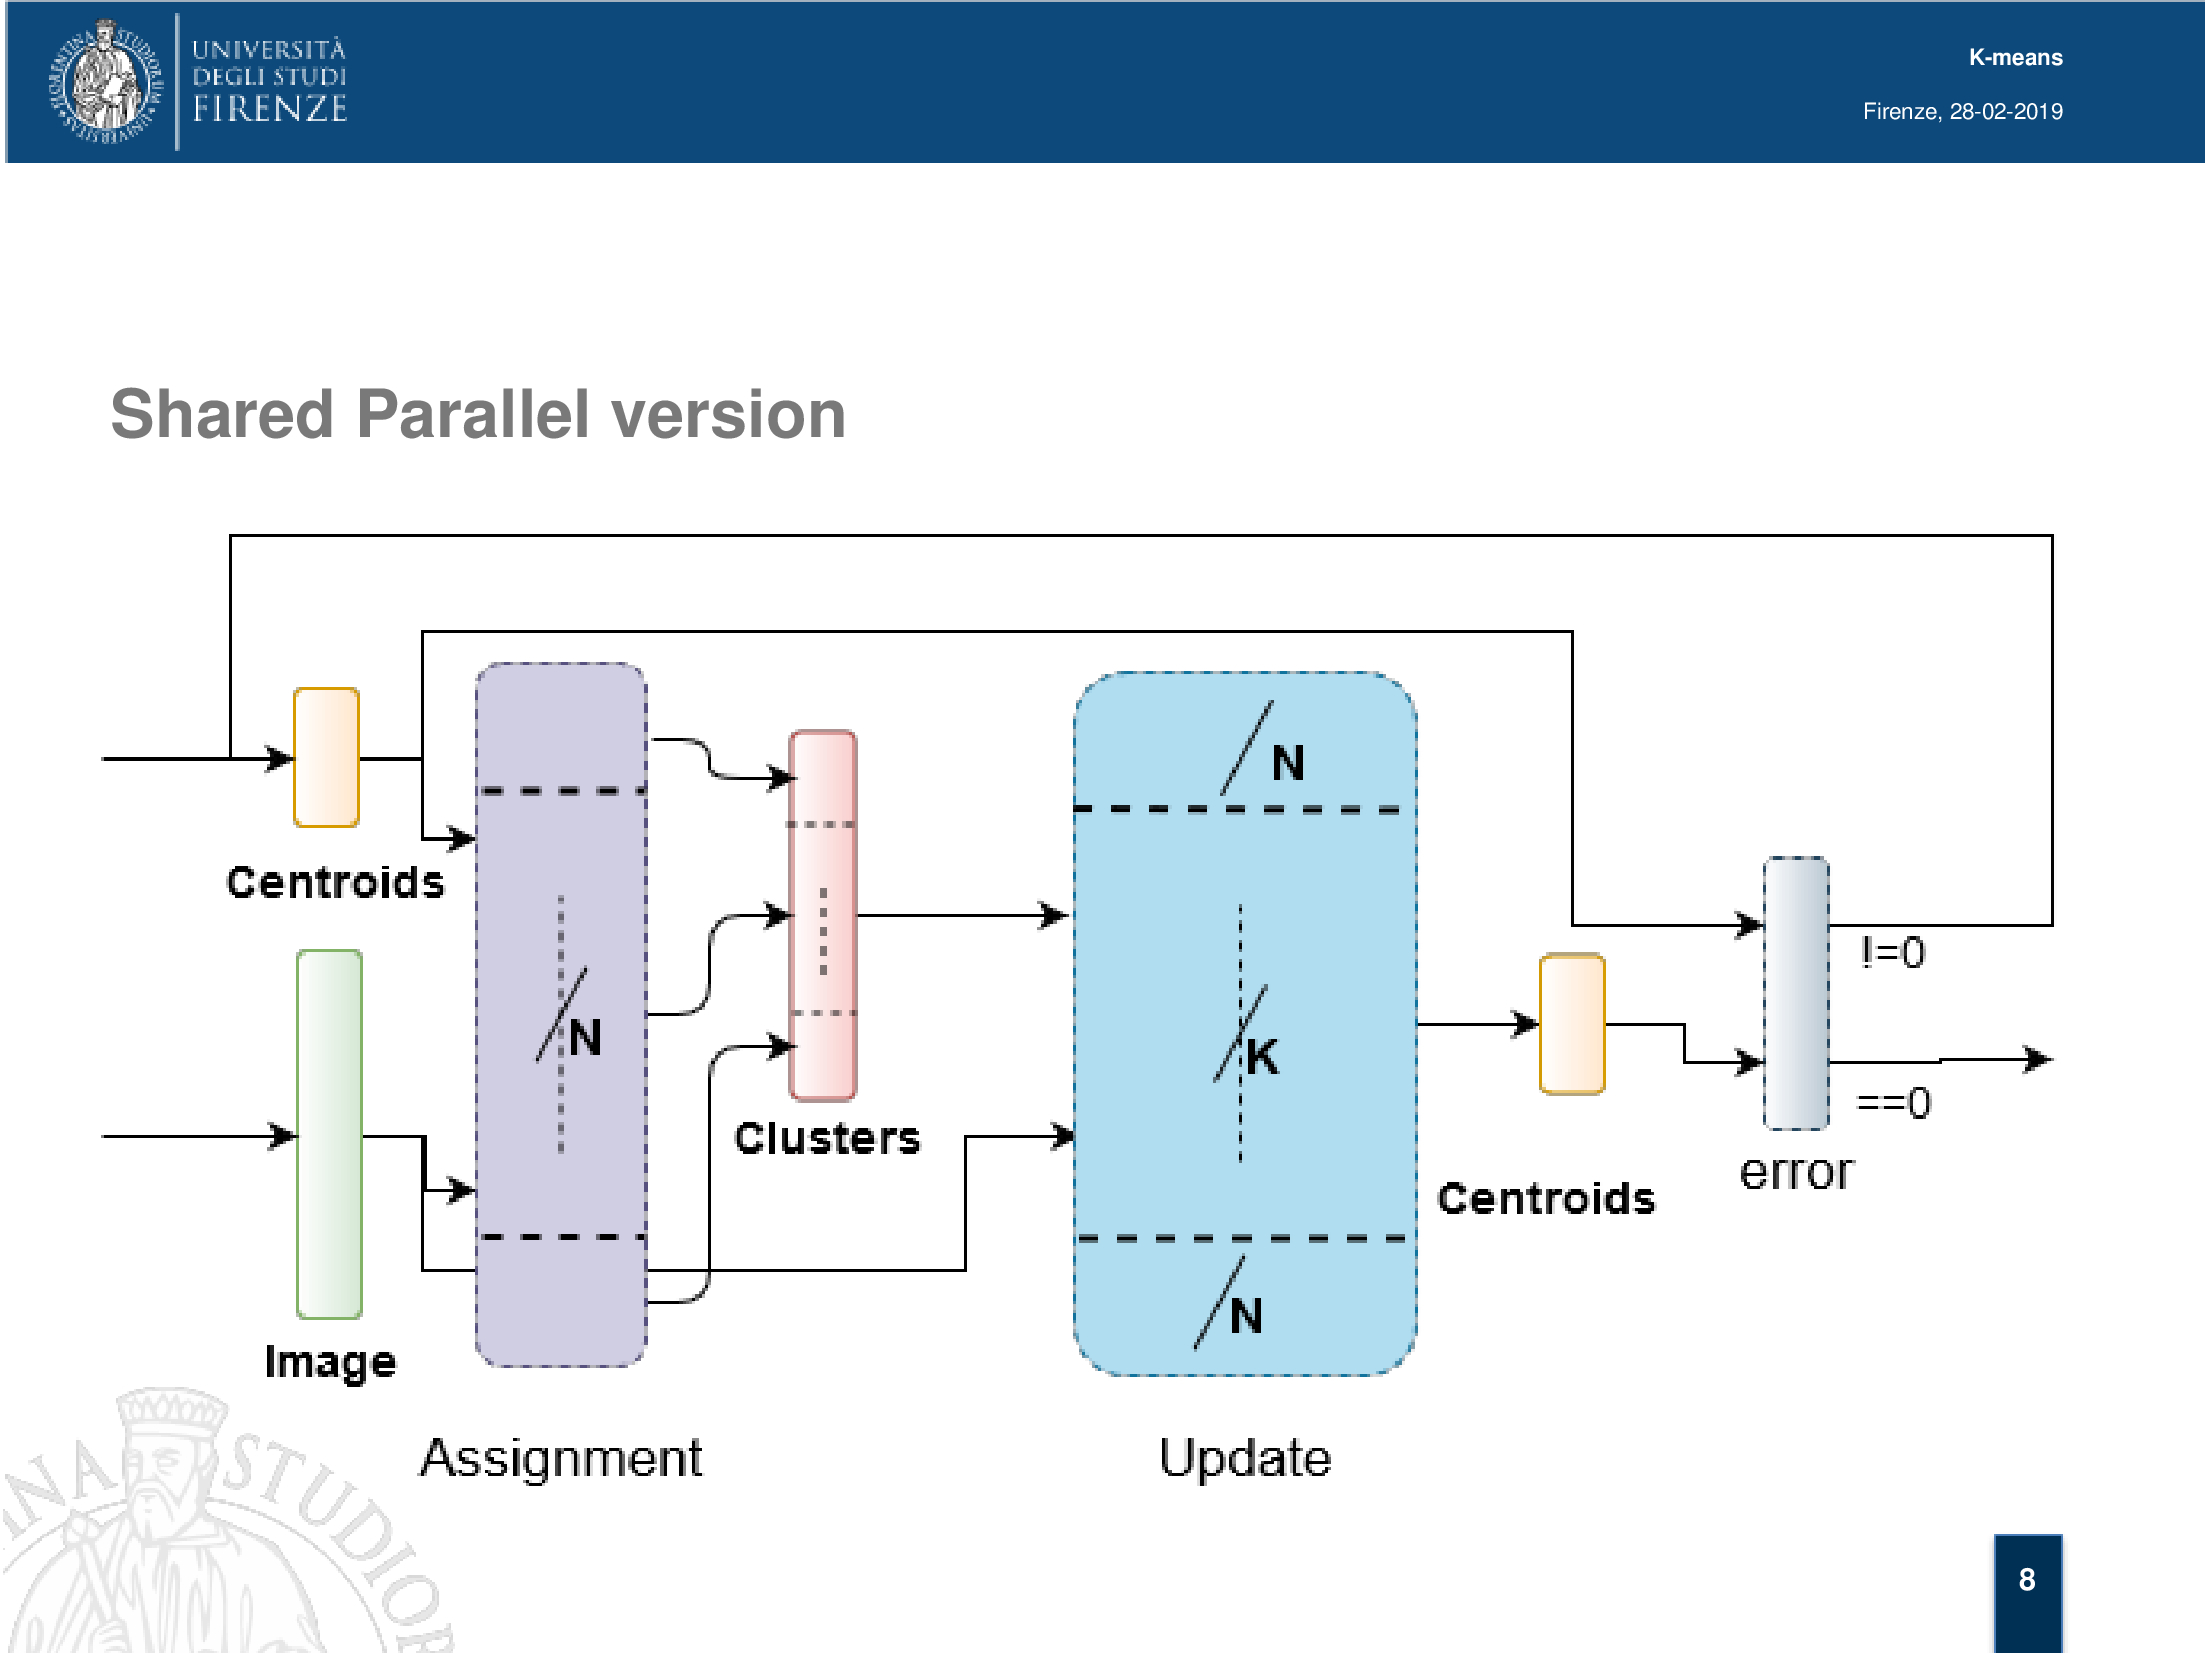 UNIVERSITÀ
DEGLI STUDI
FIRENZE
K-means
Firenze, 28-02-2019
Shared Parallel version
Centroids
Image
N
Assignment
Clusters
N
K
N
Update
Centroids
!=0
==0
error
8
STUDIOR